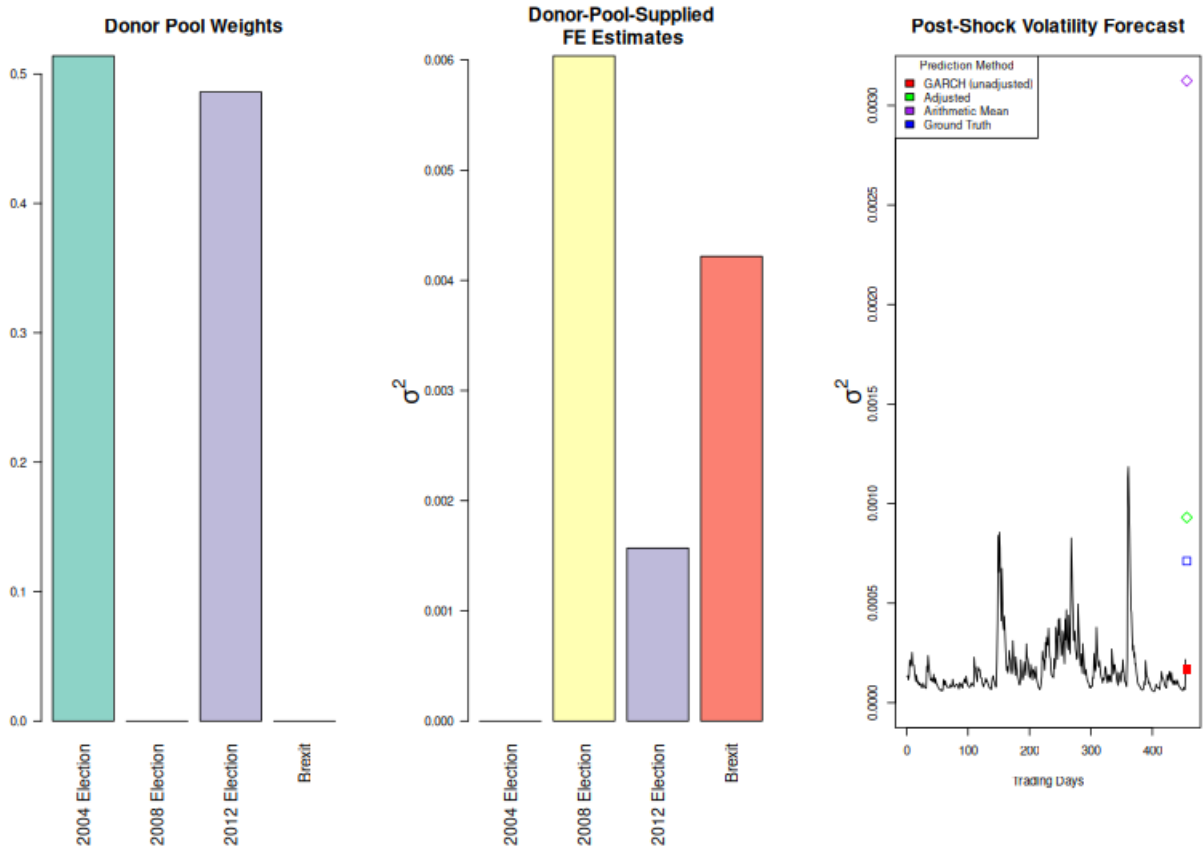 Donor Pool Weights
0.5
0.4
0.3
0.2
0.1
0.0
2004 Election
2008 Election
2012 Election
Brexit
Donor-Pool-Supplied
FE Estimates
σ²
0.006
0.005
0.004
0.003
0.002
0.001
0.000
2004 Election
2008 Election
2012 Election
Brexit
Post-Shock Volatility Forecast
Prediction Method
GARCH (unadjusted)
Adjusted
Arithmetic Mean
Ground Truth
σ²
0.0030
0.0025
0.0020
0.0015
0.0010
0.0005
0.0000
0
100
200
300
400
Trading Days